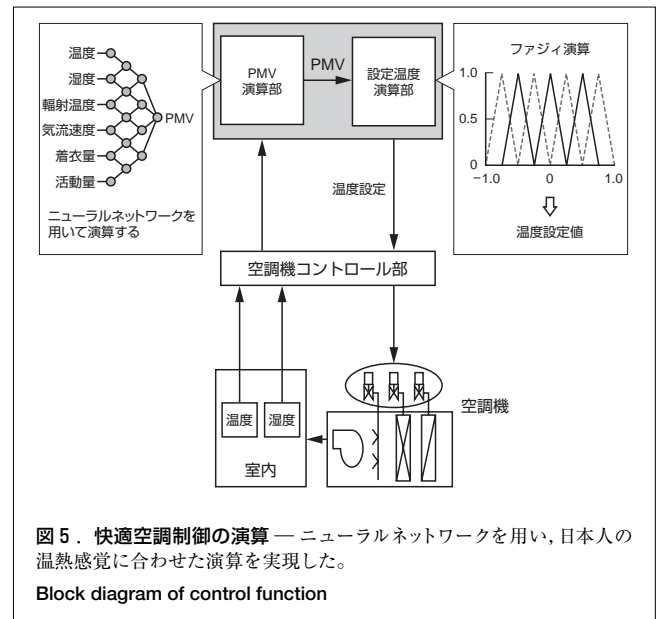 温度
湿度
輻射温度
気流速度
着衣量
活動量
PMV
ニューラルネットワークを
用いて演算する
PMV
演算部
PMV
設定温度
演算部
ファジィ演算
1.0
0.5
0
-1.0
0
1.0
温度設定値
温度設定
空調機コントロール部
温度
湿度
室内
空調機
図5．快適空調制御の演算 — ニューラルネットワークを用い，日本人の
温熱感覚に合わせた演算を実現した。
Block diagram of control function